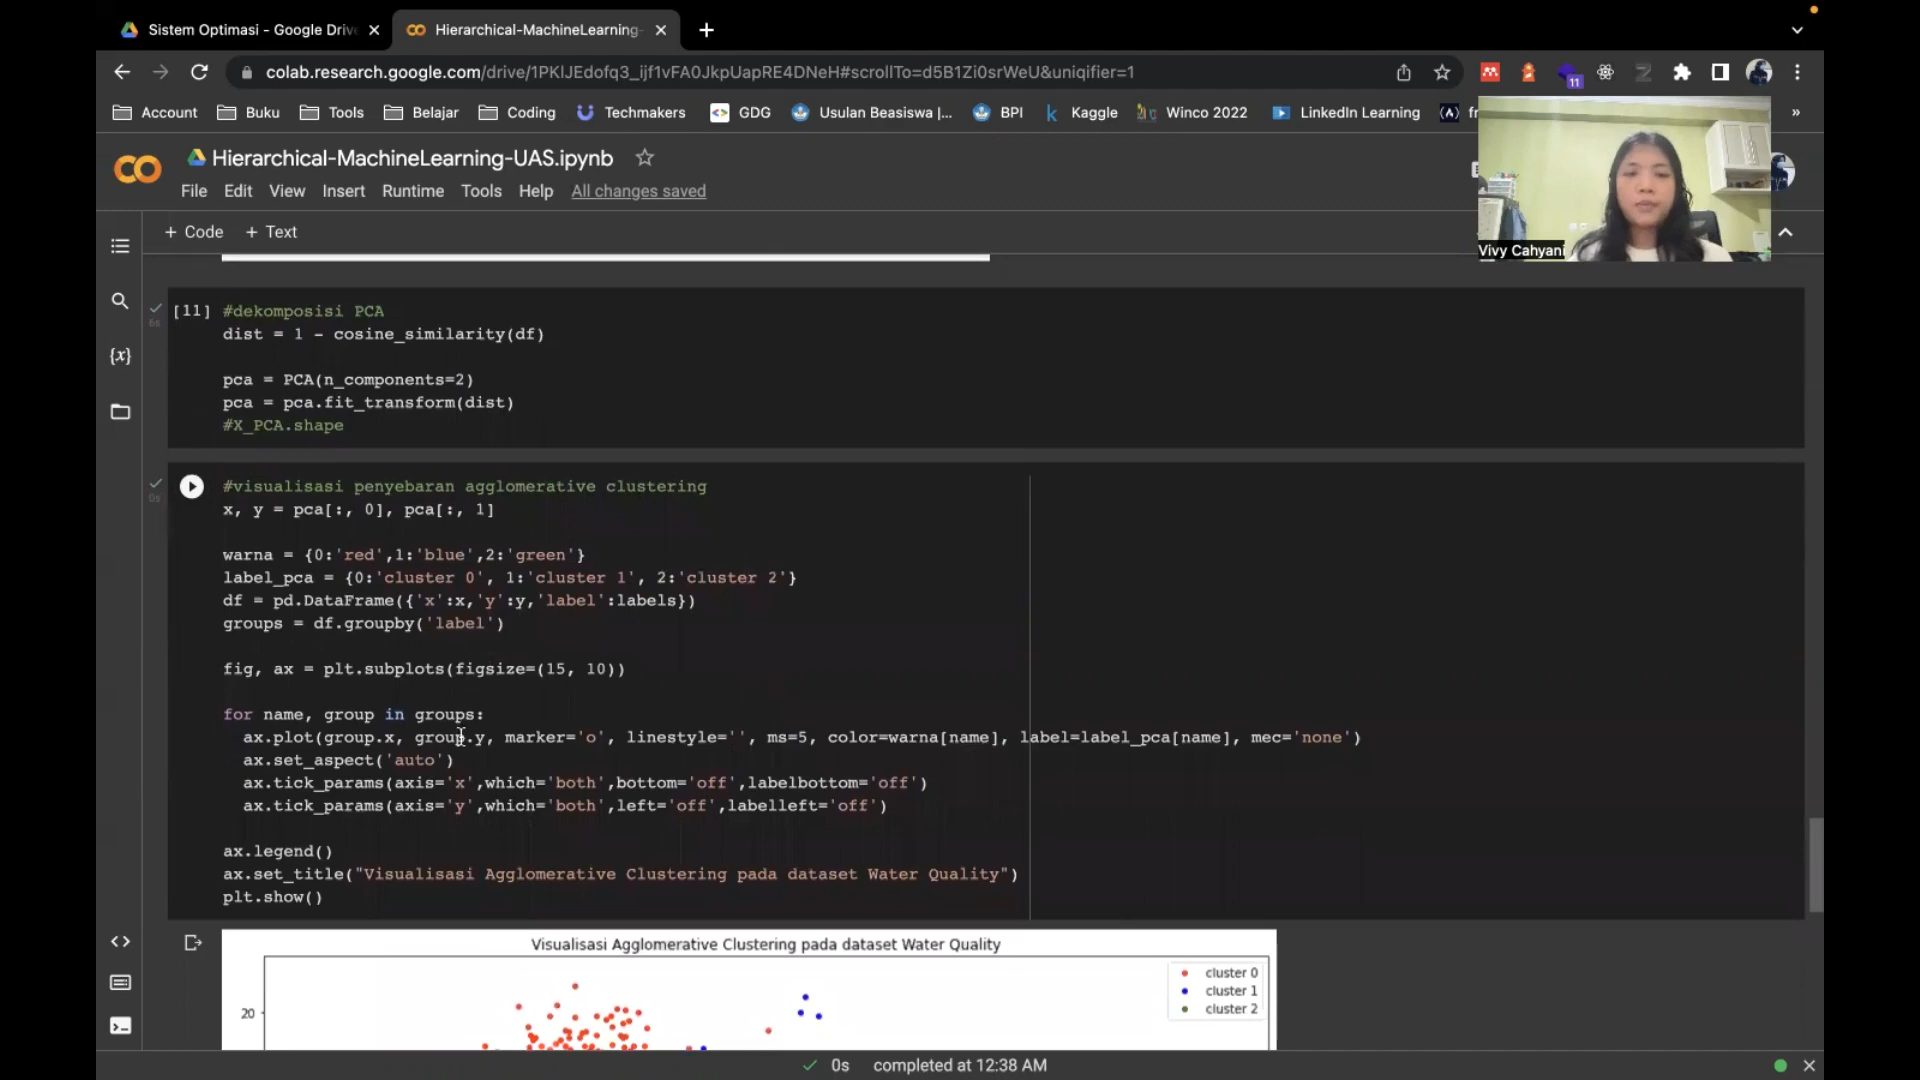 Sistem Optimasi - Google Drive
Hierarchical-MachineLearning-
colab.research.google.com/drive/1PKlJEdofq3_ijf1vFA0JkpUapRE4DNeH#scrollTo=d5B1Zi0srWeU&uniqifier=1
11
Account Buku Tools Belajar Coding Techmakers GDG Usulan Beasiswa |... BPI Kaggle Winco 2022 LinkedIn Learning »
Hierarchical-MachineLearning-UAS.ipynb
File Edit View Insert Runtime Tools Help All changes saved
+ Code + Text
Vivy Cahyani
[11] #dekomposisi PCA
6s
dist = 1 - cosine_similarity(df)
pca = PCA(n_components=2)
pca = pca.fit_transform(dist)
#X_PCA.shape
#visualisasi penyebaran agglomerative clustering
0s
x, y = pca[:, 0], pca[:, 1]
warna = {0:'red',1:'blue',2:'green'}
label_pca = {0:'cluster 0', 1:'cluster 1', 2:'cluster 2'}
df = pd.DataFrame({'x':x,'y':y,'label':labels})
groups = df.groupby('label')
fig, ax = plt.subplots(figsize=(15, 10))
for name, group in groups:
ax.plot(group.x, group.y, marker='o', linestyle='', ms=5, color=warna[name], label=label_pca[name], mec='none')
ax.set_aspect('auto')
ax.tick_params(axis='x',which='both',bottom='off',labelbottom='off')
ax.tick_params(axis='y',which='both',left='off',labelleft='off')
ax.legend()
ax.set_title("Visualisasi Agglomerative Clustering pada dataset Water Quality")
plt.show()
Visualisasi Agglomerative Clustering pada dataset Water Quality
cluster 0
cluster 1
cluster 2
20
0s completed at 12:38 AM